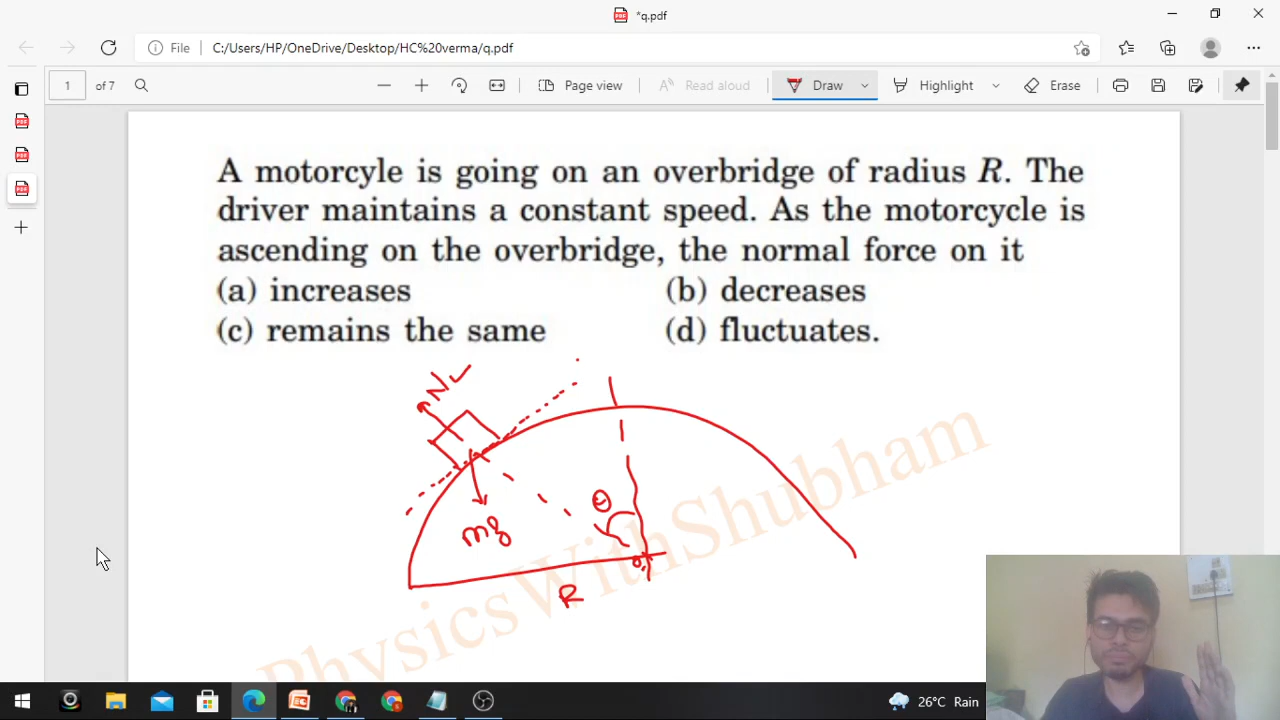 *q.pdf
File
C:/Users/HP/OneDrive/Desktop/HC%20verma/q.pdf
1 of 7
Page view
Read aloud
Draw
Highlight
Erase
A motorcyle is going on an overbridge of radius R. The
driver maintains a constant speed. As the motorcycle is
ascending on the overbridge, the normal force on it
(a) increases (b) decreases
(c) remains the same (d) fluctuates.
N
θ
mg
R
PhysicsWithShubham
26°C Rain